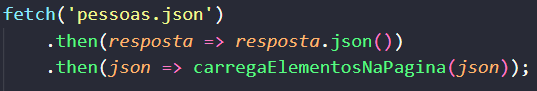 fetch('pessoas.json')
    .then(resposta => resposta.json())
    .then(json => carregaElementosNaPagina(json));